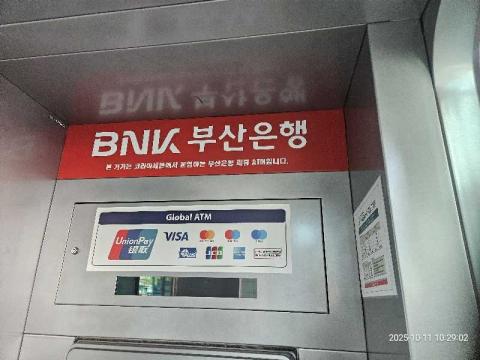 BNK 부산은행
본 기기는 코리아세븐에서 운영하는 부산은행 제휴 ATM입니다.
Global ATM
UnionPay VISA
银联
JCB
2025-10-11 10:29:02